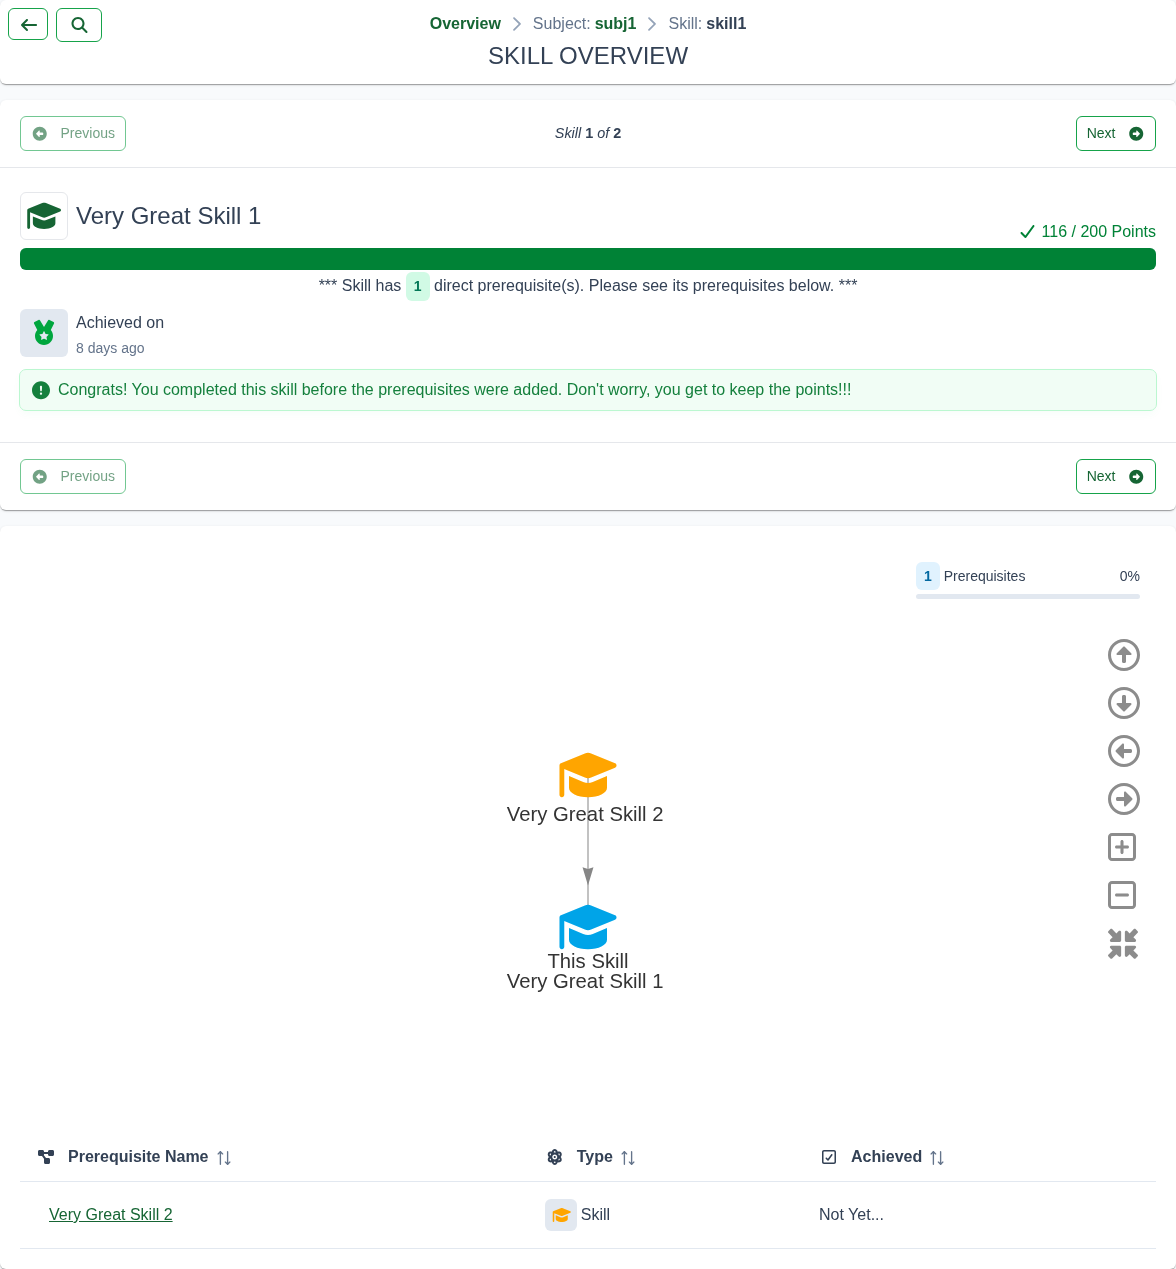 Overview Subject: subj1 Skill: skill1
SKILL OVERVIEW
Previous
Skill 1 of 2
Next
Very Great Skill 1
116 / 200 Points
*** Skill has 1 direct prerequisite(s). Please see its prerequisites below. ***
Achieved on
8 days ago
Congrats! You completed this skill before the prerequisites were added. Don't worry, you get to keep the points!!!
Previous
Next
1 Prerequisites 0%
Very Great Skill 2
This Skill
Very Great Skill 1
Prerequisite Name Type Achieved
Very Great Skill 2 Skill Not Yet...